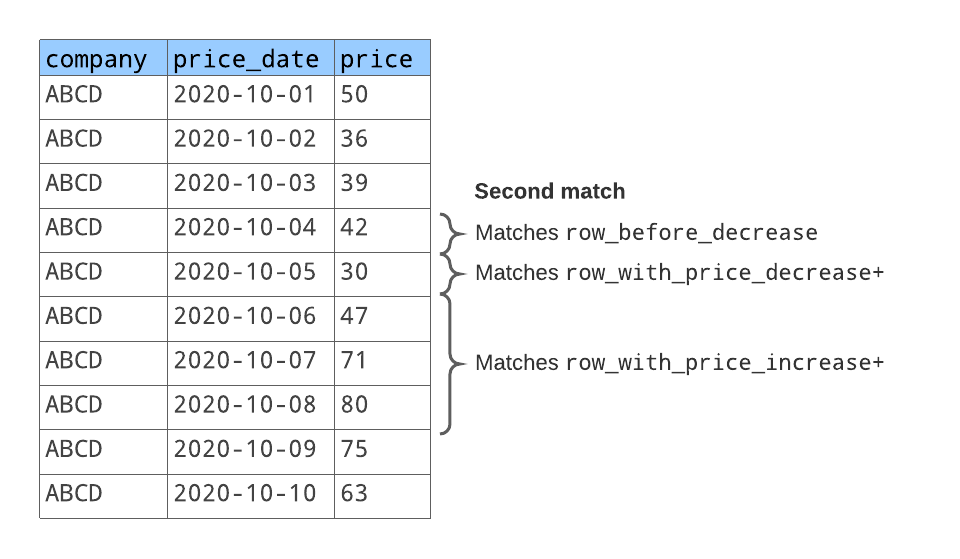 company price_date price
ABCD 2020-10-01 50
ABCD 2020-10-02 36
ABCD 2020-10-03 39
Second match
ABCD 2020-10-04 42
Matches row_before_decrease
ABCD 2020-10-05 30
Matches row_with_price_decrease+
ABCD 2020-10-06 47
ABCD 2020-10-07 71
Matches row_with_price_increase+
ABCD 2020-10-08 80
ABCD 2020-10-09 75
ABCD 2020-10-10 63